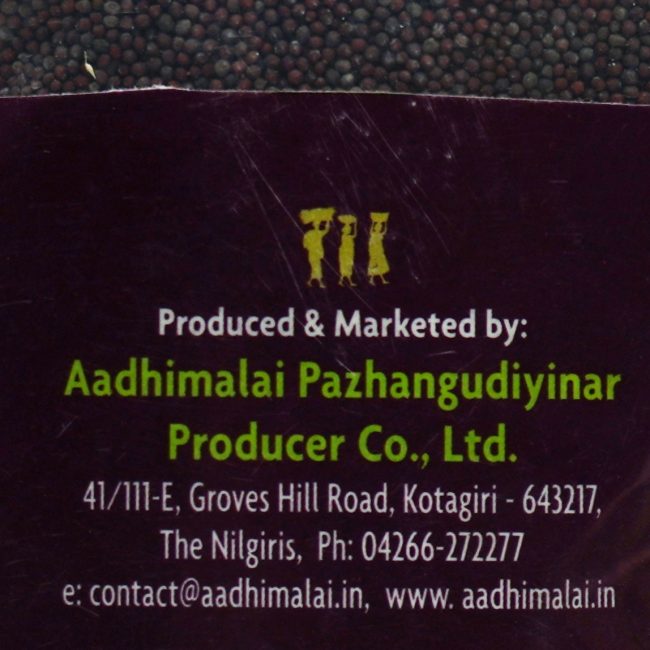 Produced & Marketed by:
Aadhimalai Pazhangudiyinar
Producer Co., Ltd.
41/111-E, Groves Hill Road, Kotagiri - 643217,
The Nilgiris, Ph: 04266-272277
e: contact@aadhimalai.in, www. aadhimalai.in